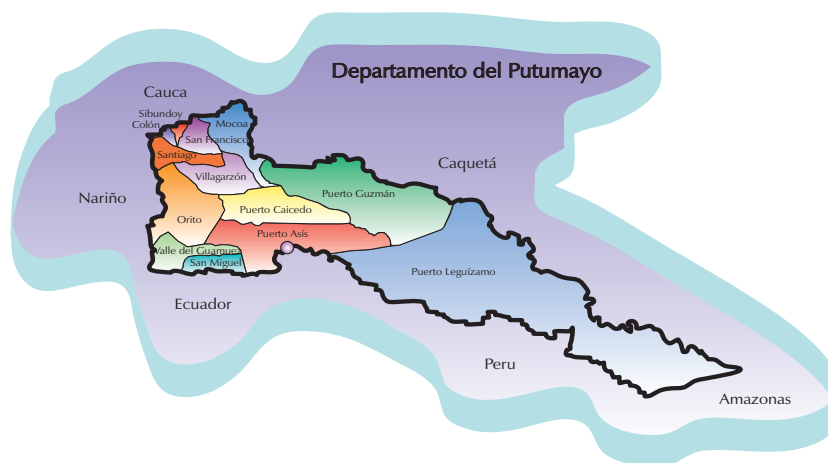 Departamento del Putumayo
Cauca
Sibundoy
Colón
Mocoa
San Francisco
Santiago
Villagarzón
Caquetá
Nariño
Puerto Guzmán
Orito
Puerto Caicedo
Puerto Asís
Valle del Guamuez
San Miguel
Puerto Leguízamo
Ecuador
Peru
Amazonas